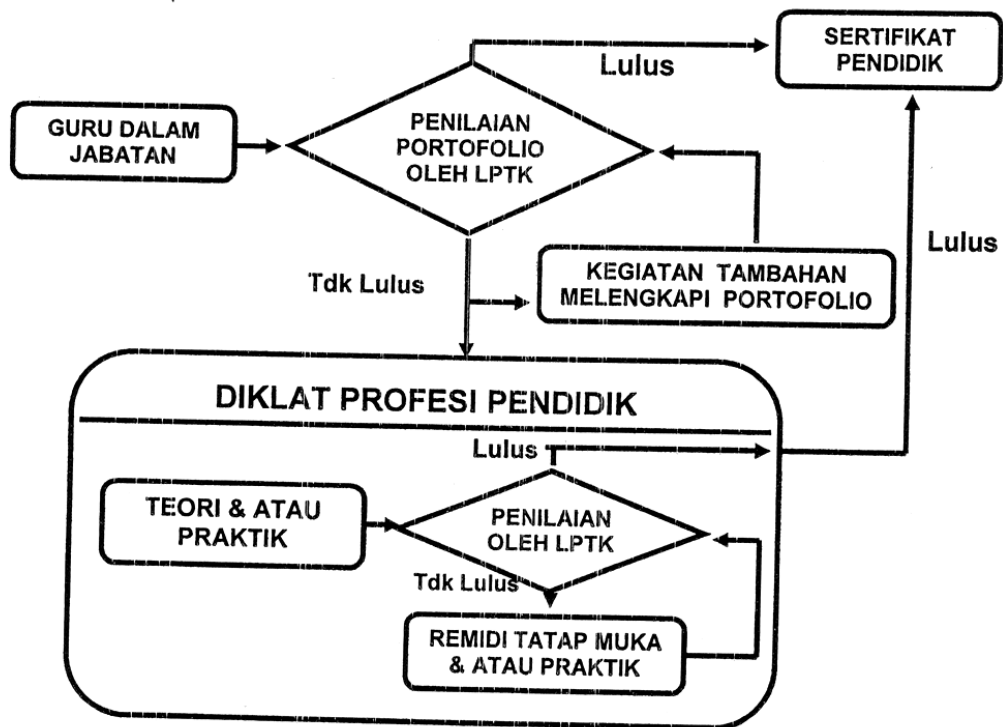 SERTIFIKAT
PENDIDIK
Lulus
GURU DALAM
JABATAN
PENILAIAN
PORTOFOLIO
OLEH LPTK
Lulus
Tdk Lulus
KEGIATAN TAMBAHAN
MELENGKAPI PORTOFOLIO
DIKLAT PROFESI PENDIDIK
Lulus
TEORI & ATAU
PRAKTIK
PENILAIAN
OLEH LPTK
Tdk Lulus
REMIDI TATAP MUKA
& ATAU PRAKTIK